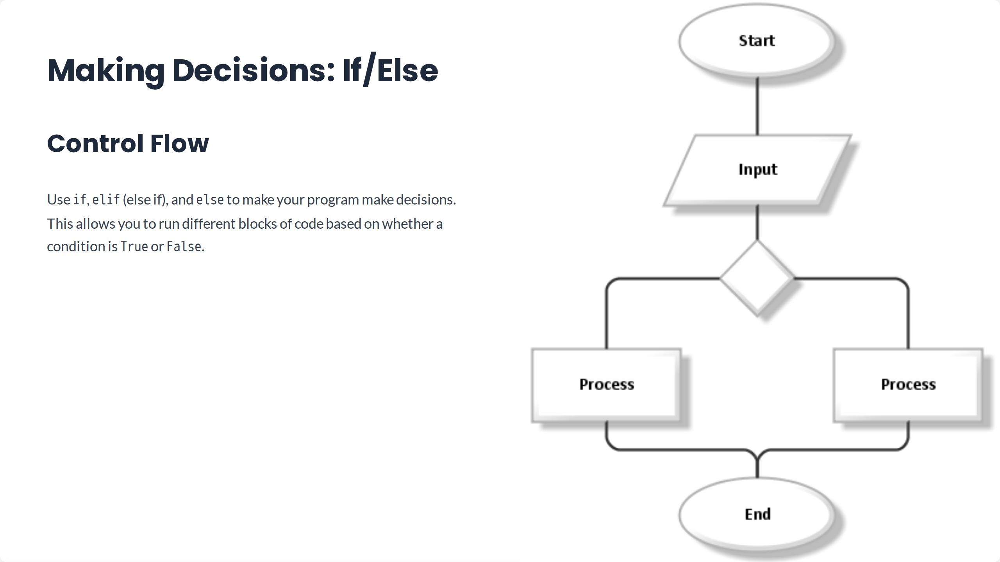 Making Decisions: If/Else
Control Flow
Use if, elif (else if), and else to make your program make decisions.
This allows you to run different blocks of code based on whether a
condition is True or False.
Start
Input
Process
Process
End